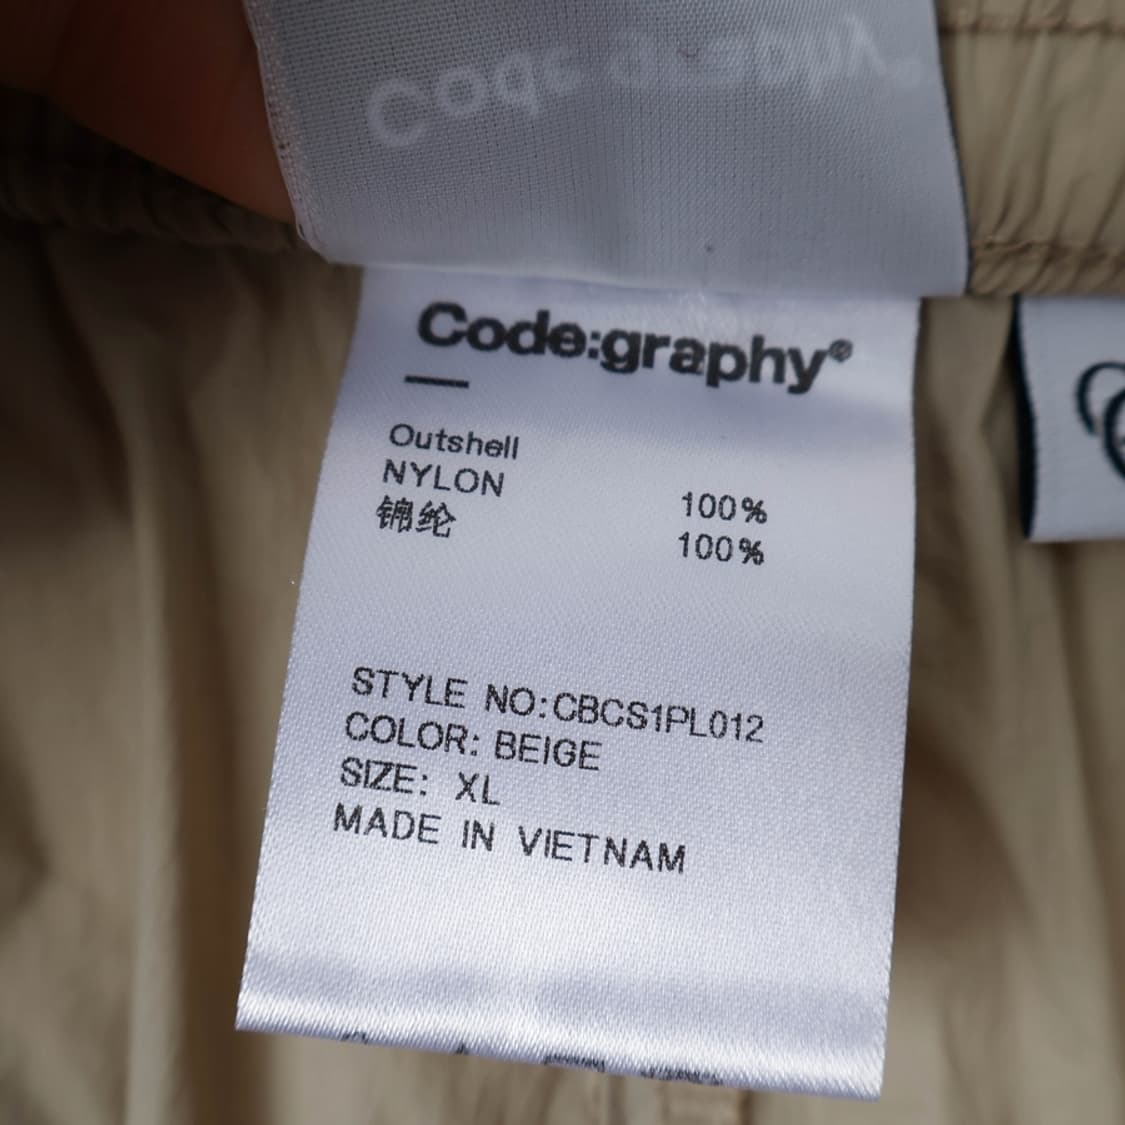 Code:graphy®
Outshell
NYLON 100%
锦纶 100%
STYLE NO:CBCS1PL012
COLOR: BEIGE
SIZE: XL
MADE IN VIETNAM